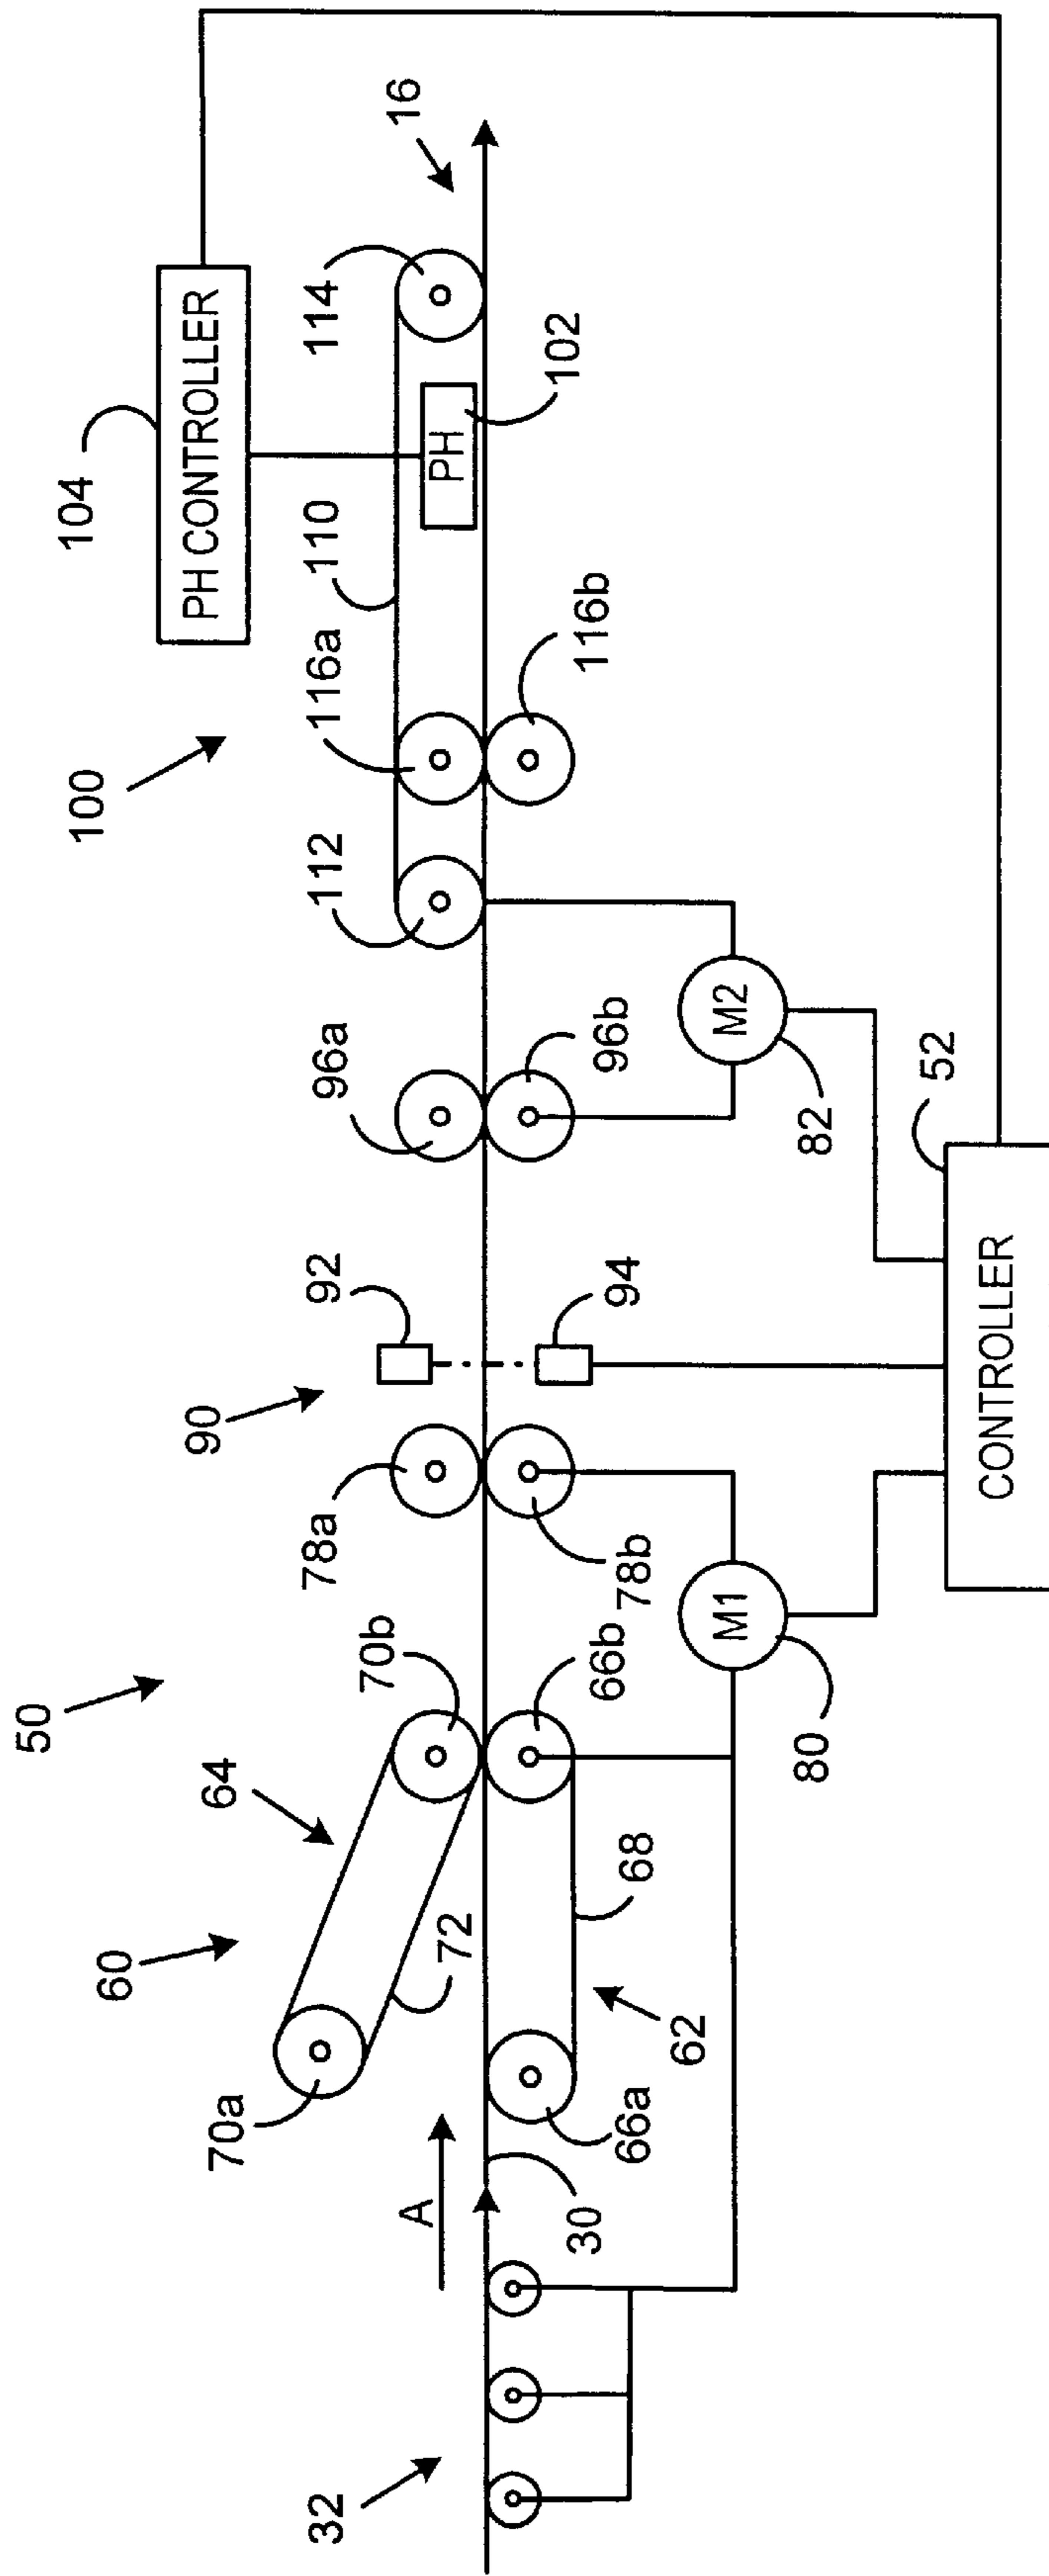 104
PH CONTROLLER
16
114
102
PH
110
116a
116b
100
112
96a
96b
M2
82
52
CONTROLLER
92
94
90
78a
78b
M1
80
50
70b
66b
64
60
72
68
62
70a
66a
A
30
32